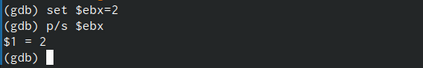 (gdb) set $ebx=2
(gdb) p/s $ebx
$1 = 2
(gdb)